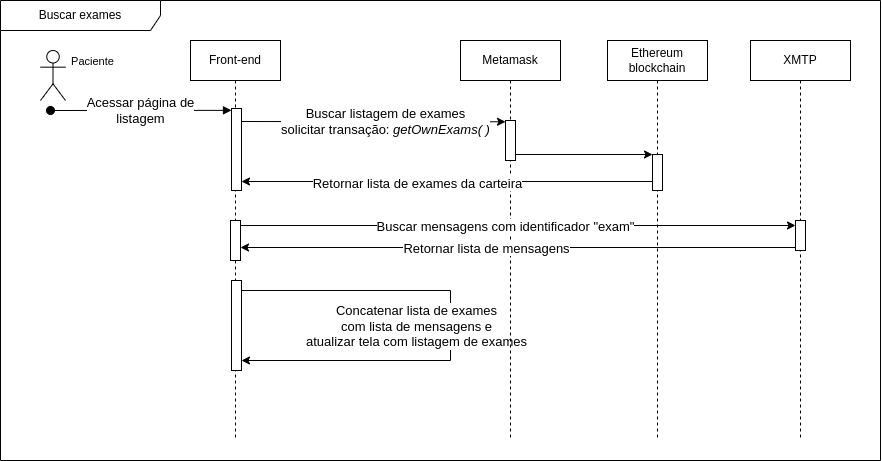 Buscar exames
Paciente
Front-end
Metamask
Ethereum
blockchain
XMTP
Acessar página de
listagem
Buscar listagem de exames
solicitar transação: getOwnExams( )
Retornar lista de exames da carteira
Buscar mensagens com identificador "exam"
Retornar lista de mensagens
Concatenar lista de exames
com lista de mensagens e
atualizar tela com listagem de exames